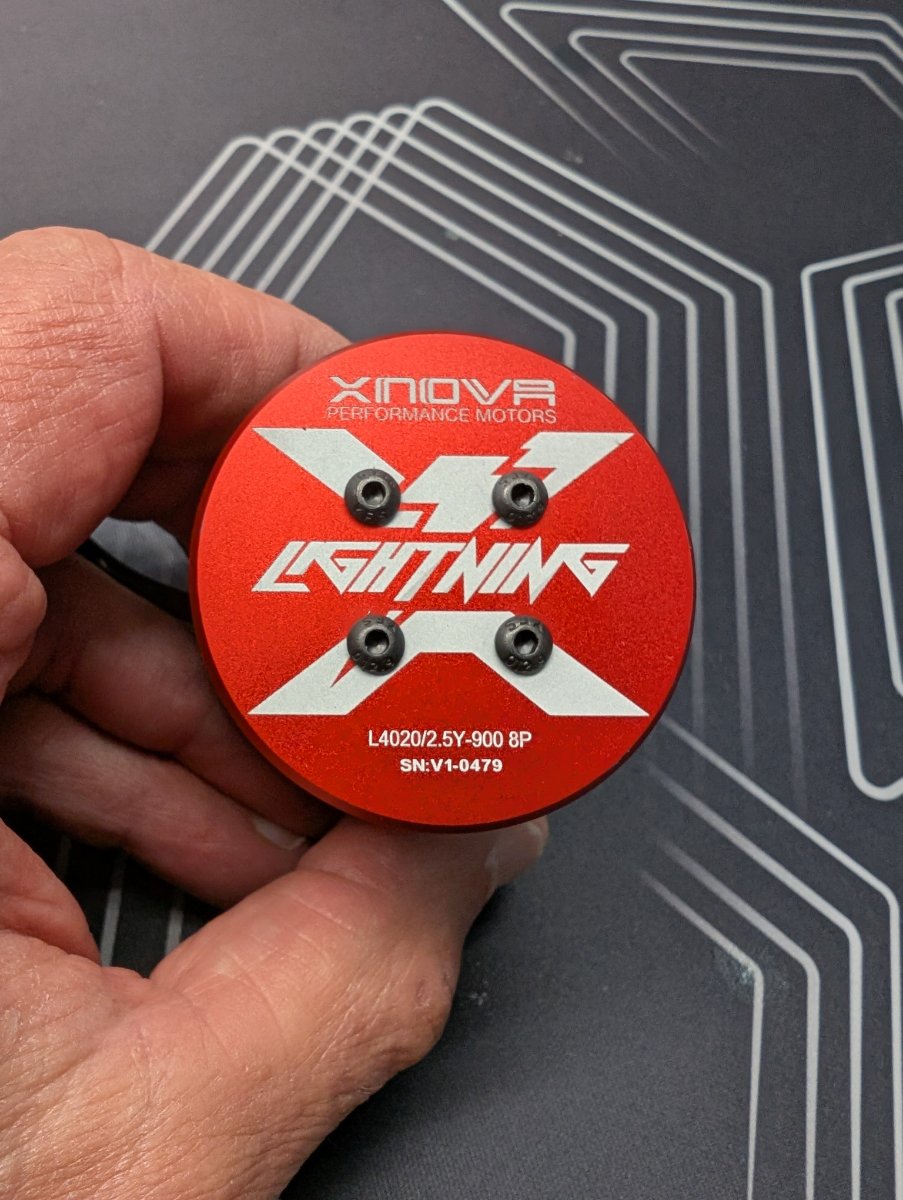 XNOVA
PERFORMANCE MOTORS
LIGHTNING
L4020/2.5Y-900 8P
SN:V1-0479